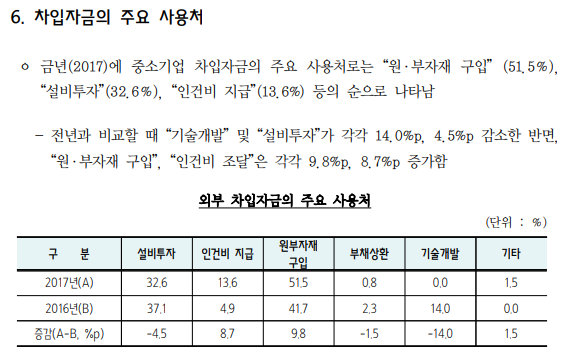 6. 차입자금의 주요 사용처
○ 금년(2017)에 중소기업 차입자금의 주요 사용처로는 “원·부자재 구입” (51.5%),
“설비투자”(32.6%), “인건비 지급”(13.6%) 등의 순으로 나타남
- 전년과 비교할 때 “기술개발” 및 “설비투자”가 각각 14.0%p, 4.5%p 감소한 반면,
“원·부자재 구입”, “인건비 조달”은 각각 9.8%p, 8.7%p 증가함
외부 차입자금의 주요 사용처
(단위 : %)
구 분 설비투자 인건비 지급 원부자재 구입 부채상환 기술개발 기타
2017년(A) 32.6 13.6 51.5 0.8 0.0 1.5
2016년(B) 37.1 4.9 41.7 2.3 14.0 0.0
증감(A-B, %p) -4.5 8.7 9.8 -1.5 -14.0 1.5